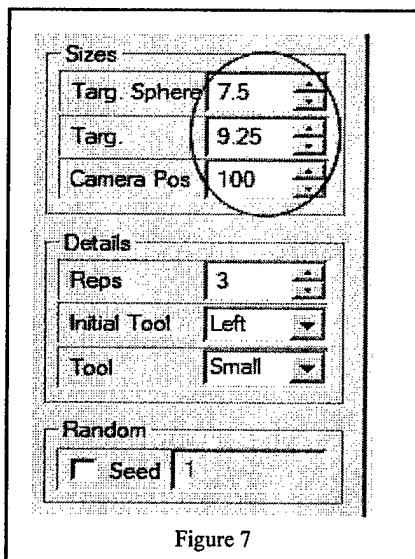 Sizes
Targ. Sphere 7.5
Targ. 9.25
Camera Pos 100
Details
Reps 3
Initial Tool Left
Tool Small
Random
Seed 1
Figure 7